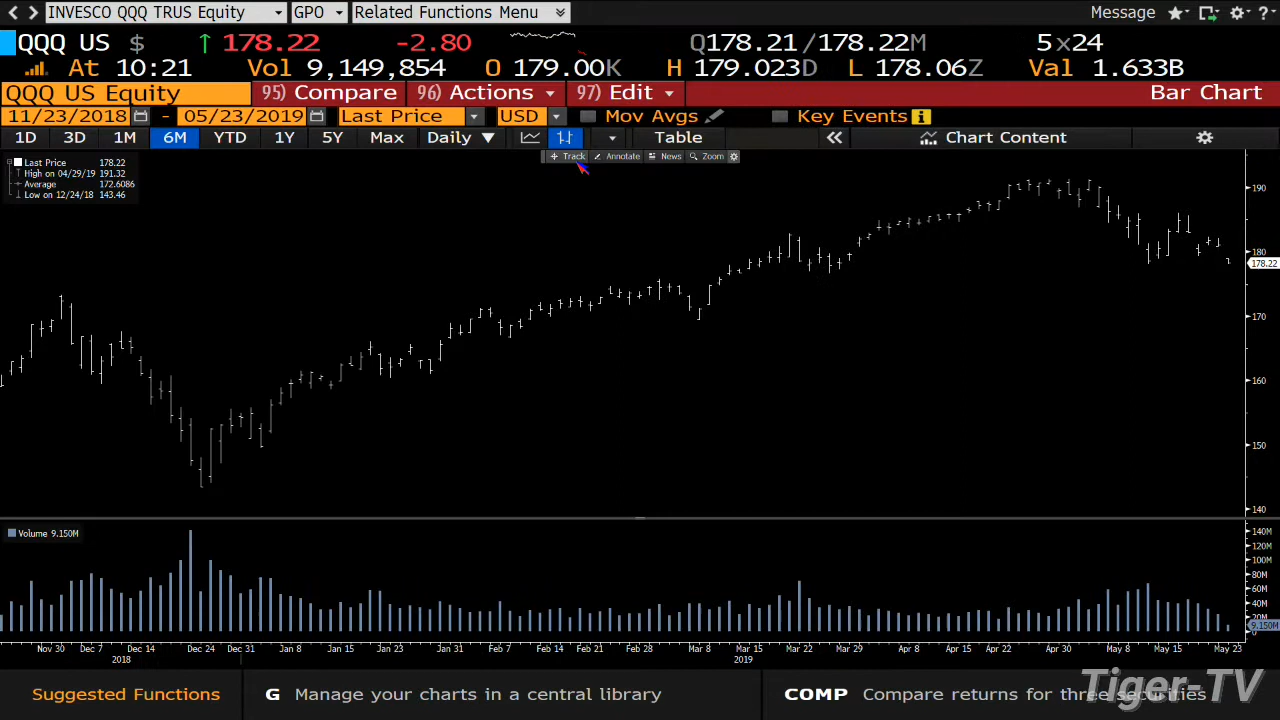 INVESCO QQQ TRUS Equity GPO Related Functions Menu Message ?
QQQ US $ ↑ 178.22 -2.80 Q178.21/178.22M 5x24
At 10:21 Vol 9,149,854 O 179.00K H 179.023D L 178.06Z Val 1.633B
QQQ US Equity 95) Compare 96) Actions 97) Edit Bar Chart
11/23/2018 - 05/23/2019 Last Price USD Mov Avgs Key Events i
1D 3D 1M 6M YTD 1Y 5Y Max Daily ▼ Table « Chart Content
Track Annotate News Zoom
Last Price 178.22
High on 04/29/19 191.32
Average 172.6086
Low on 12/24/18 143.46
190
180
178.22
170
160
150
140
Volume 9.150M
140M
120M
100M
80M
60M
40M
20M
9.150M
0
Nov 30 Dec 7 Dec 14 Dec 24 Dec 31 Jan 8 Jan 15 Jan 23 Jan 31 Feb 7 Feb 14 Feb 21 Feb 28 Mar 8 Mar 15 Mar 22 Mar 29 Apr 8 Apr 15 Apr 22 Apr 30 May 8 May 15 May 23
2018 2019
Suggested Functions G Manage your charts in a central library COMP Compare returns for three securities
Tiger-TV